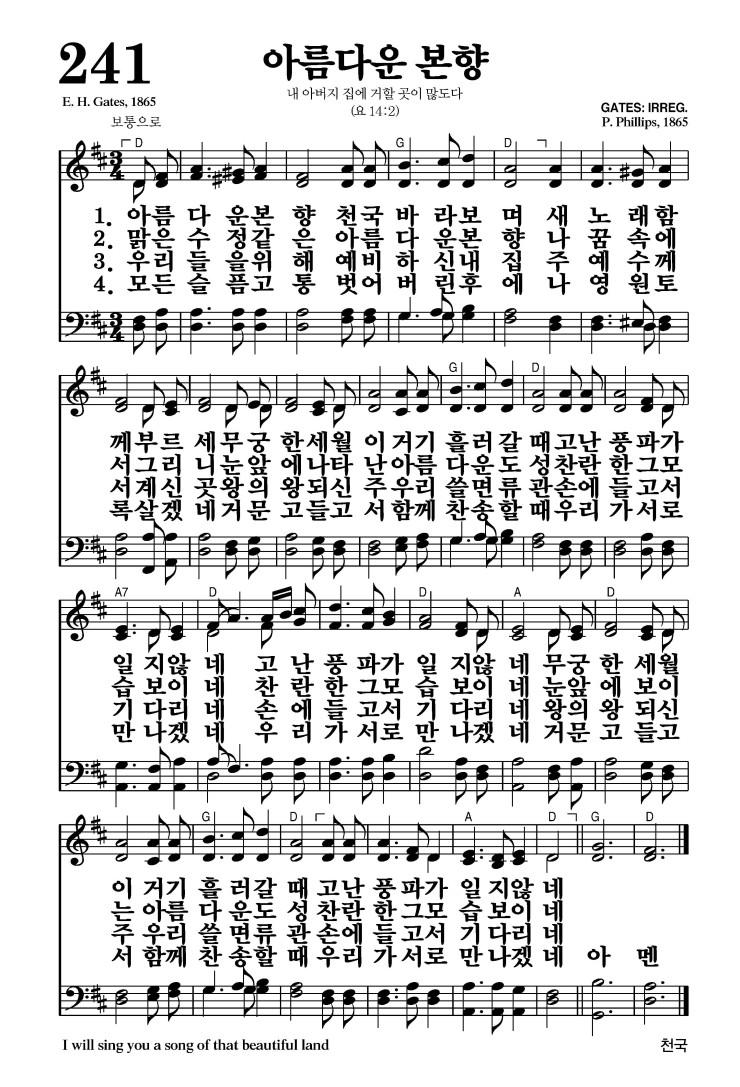 241
아름다운 본향
내 아버지 집에 거할 곳이 많도다
(요 14:2)
E. H. Gates, 1865
보통으로
GATES: IRREG.
P. Phillips, 1865
D G D
3/4
1. 아름 다 운본 향 천국 바 라보 며 새 노 래함
2. 맑은 수 정같 은 아름 다 운본 향 나 꿈 속에
3. 우리 들 을위 해 예비 하 신내 집 주 예 수께
4. 모든 슬 픔고 통 벗어 버 린후 에 나 영 원토
3/4
G D
께부르 세무궁 한세월 이 거기 흘러갈 때고난 풍파가
서그리 니눈앞 에나타 난아름 다운도 성찬란 한그모
서계신 곳왕의 왕되신 주우리 쓸면류 관손에 들고서
록살겠 네거문 고들고 서함께 찬송할 때우리 가서로
A7 D G D A D
일 지않 네 고 난 풍 파가 일 지않 네 무궁 한 세월
습 보이 네 찬 란 한 그모 습 보이 네 눈앞 에 보이
기 다리 네 손 에 들 고서 기 다리 네 왕의 왕 되신
만 나겠 네 우 리 가 서로 만 나겠 네 거문 고 들고
G D A D G D
이 거기 흘 러갈 때 고난 풍 파가 일 지않 네
는 아름 다 운도 성 찬란 한 그모 습 보이 네
주 우리 쓸 면류 관 손에 들 고서 기 다리 네
서 함께 찬 송할 때 우리 가 서로 만 나겠 네 아 멘
I will sing you a song of that beautiful land
천국